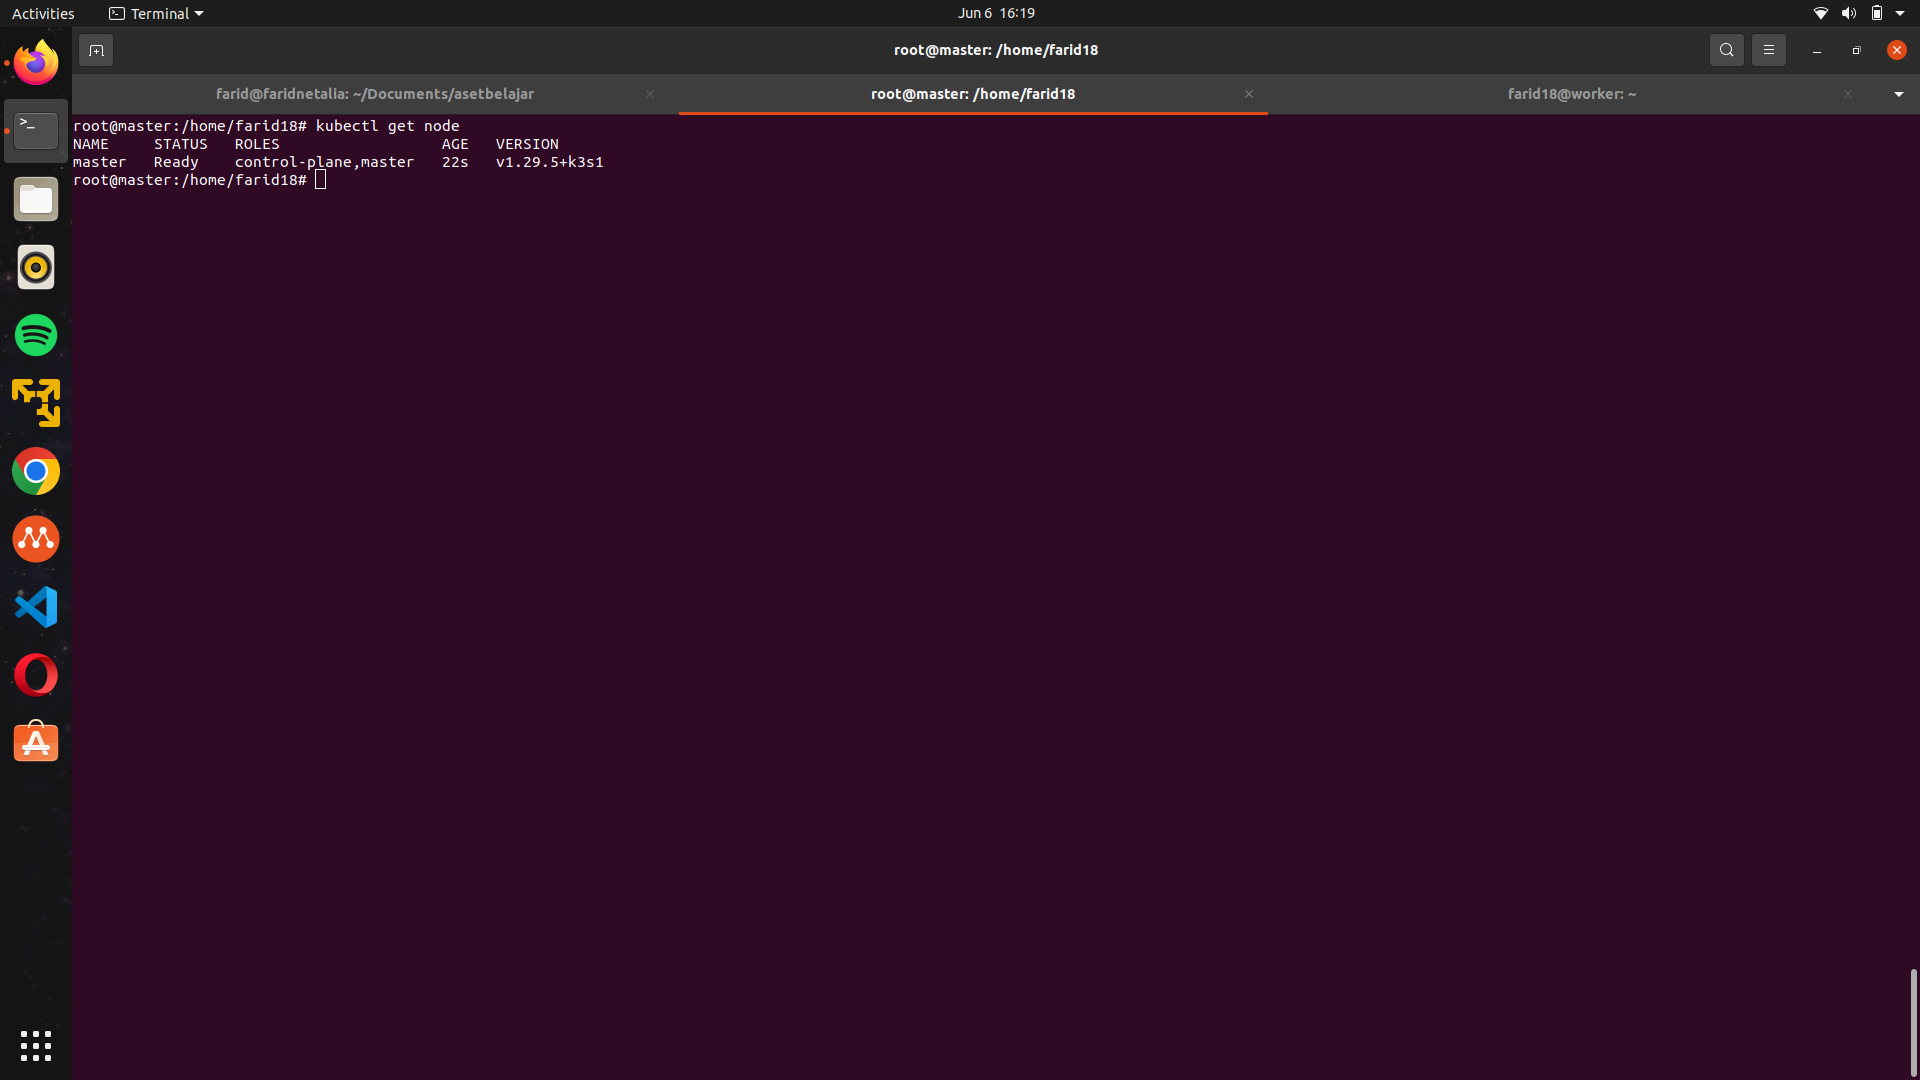 Activities Terminal Jun 6 16:19
root@master: /home/farid18
farid@faridnetalia: ~/Documents/asetbelajar root@master: /home/farid18 farid18@worker: ~
root@master:/home/farid18# kubectl get node
NAME STATUS ROLES AGE VERSION
master Ready control-plane,master 22s v1.29.5+k3s1
root@master:/home/farid18#